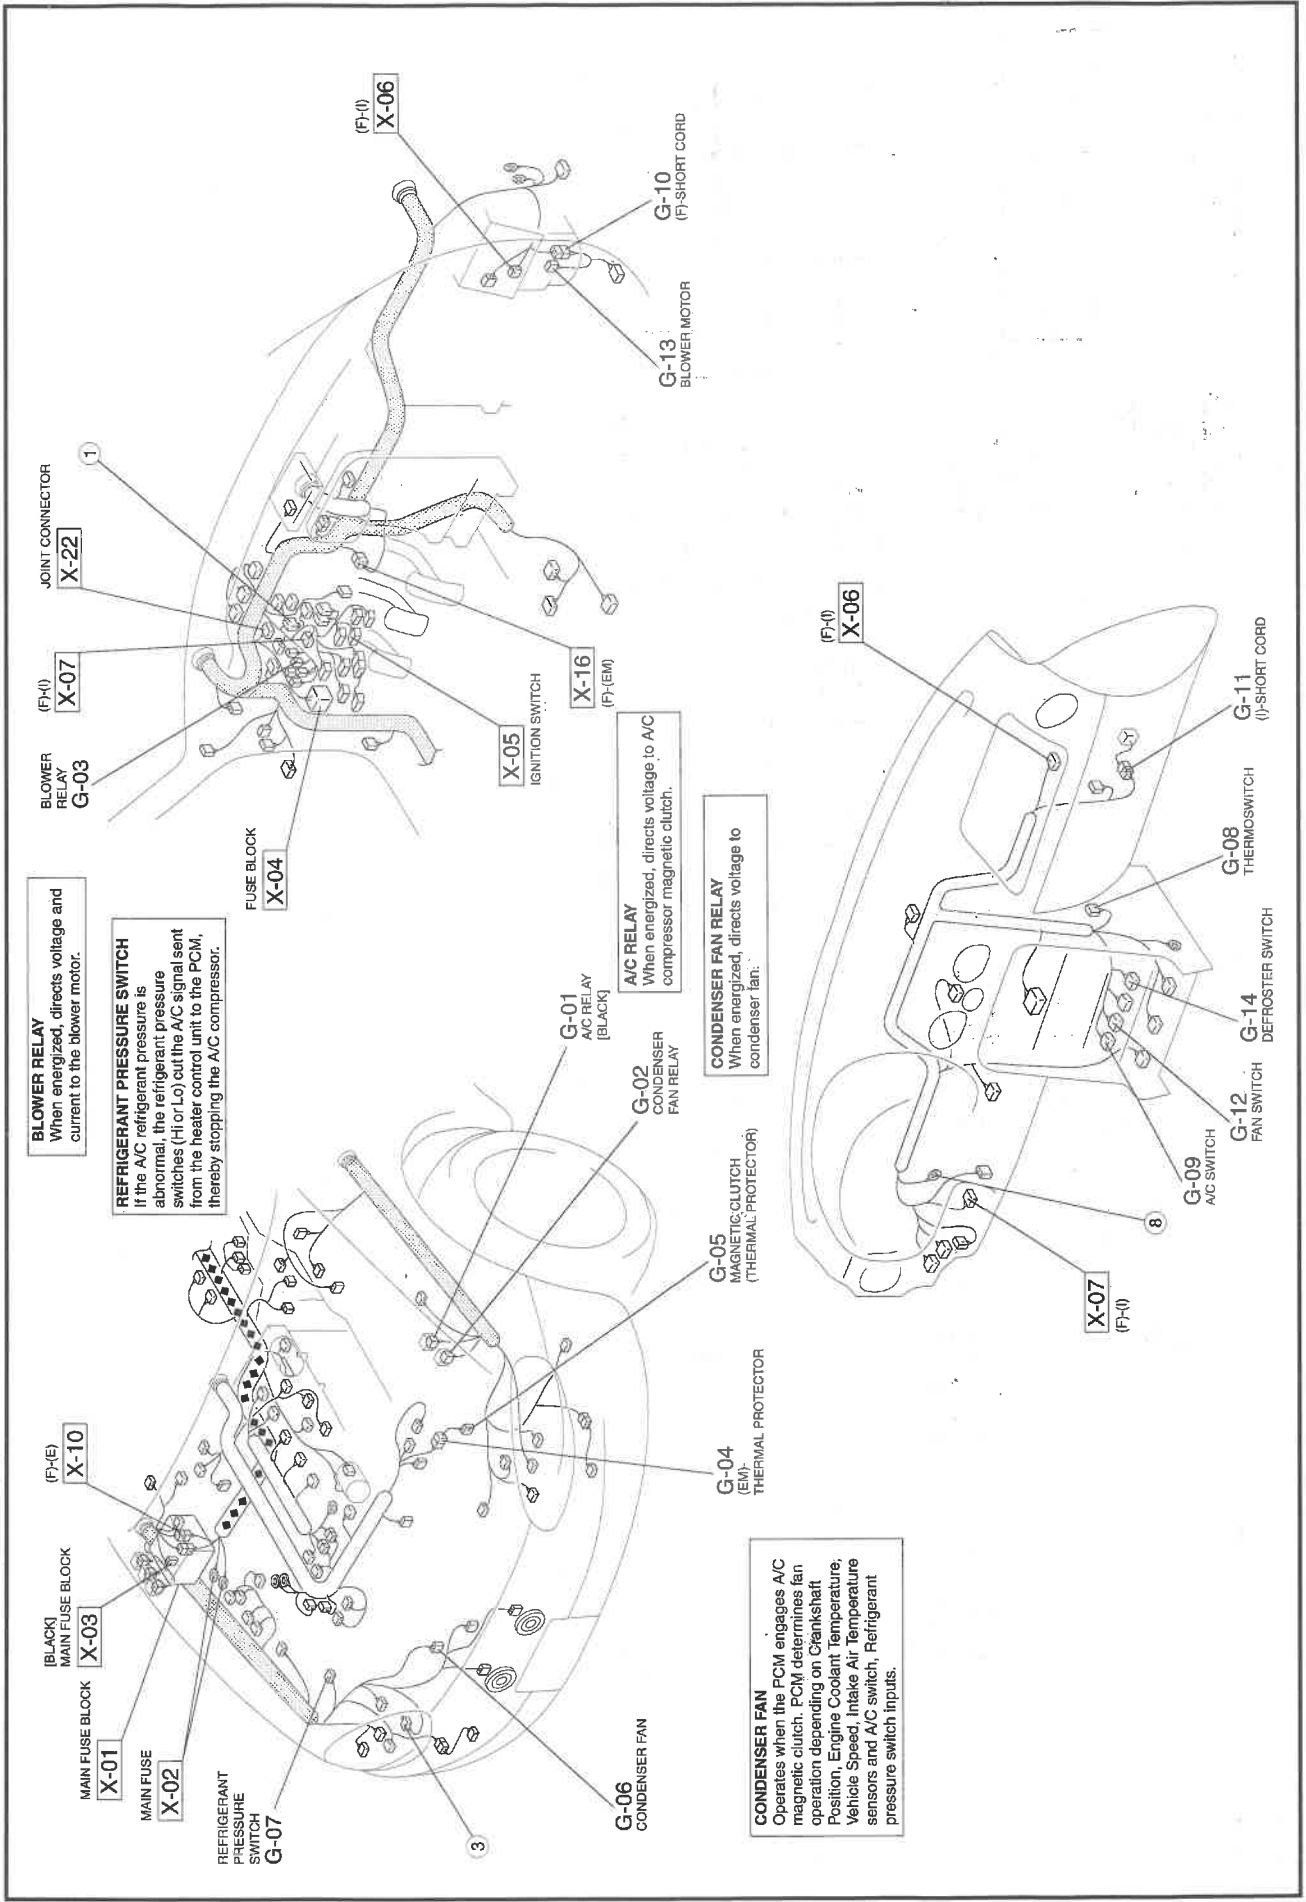 MAIN FUSE BLOCK
X-01
MAIN FUSE
X-02
REFRIGERANT
PRESSURE
SWITCH
G-07
[BLACK]
MAIN FUSE BLOCK
X-03
(F)-(E)
X-10
3
G-06
CONDENSER FAN
CONDENSER FAN
Operates when the PCM engages A/C
magnetic clutch. PCM determines fan
operation depending on Crankshaft
Position, Engine Coolant Temperature,
Vehicle Speed, Intake Air Temperature
sensors and A/C switch, Refrigerant
pressure switch inputs.
G-04
(EM)-
THERMAL PROTECTOR
G-05
MAGNETIC CLUTCH
(THERMAL PROTECTOR)
G-02
CONDENSER
FAN RELAY
G-01
A/C RELAY
[BLACK]
BLOWER RELAY
When energized, directs voltage and
current to the blower motor.
REFRIGERANT PRESSURE SWITCH
If the A/C refrigerant pressure is
abnormal, the refrigerant pressure
switches (Hi or Lo) cut the A/C signal sent
from the heater control unit to the PCM,
thereby stopping the A/C compressor.
A/C RELAY
When energized, directs voltage to A/C
compressor magnetic clutch.
CONDENSER FAN RELAY
When energized, directs voltage to
condenser fan.
FUSE BLOCK
X-04
BLOWER
RELAY
G-03
(F)-(I)
X-07
JOINT CONNECTOR
X-22
1
X-05
IGNITION SWITCH
X-16
(F)-(EM)
(F)-(I)
X-06
G-13
BLOWER MOTOR
G-10
(F)-SHORT CORD
X-07
(F)-(I)
8
G-09
A/C SWITCH
G-12
FAN SWITCH
G-14
DEFROSTER SWITCH
G-08
THERMOSWITCH
G-11
(I)-SHORT CORD
(F)-(I)
X-06